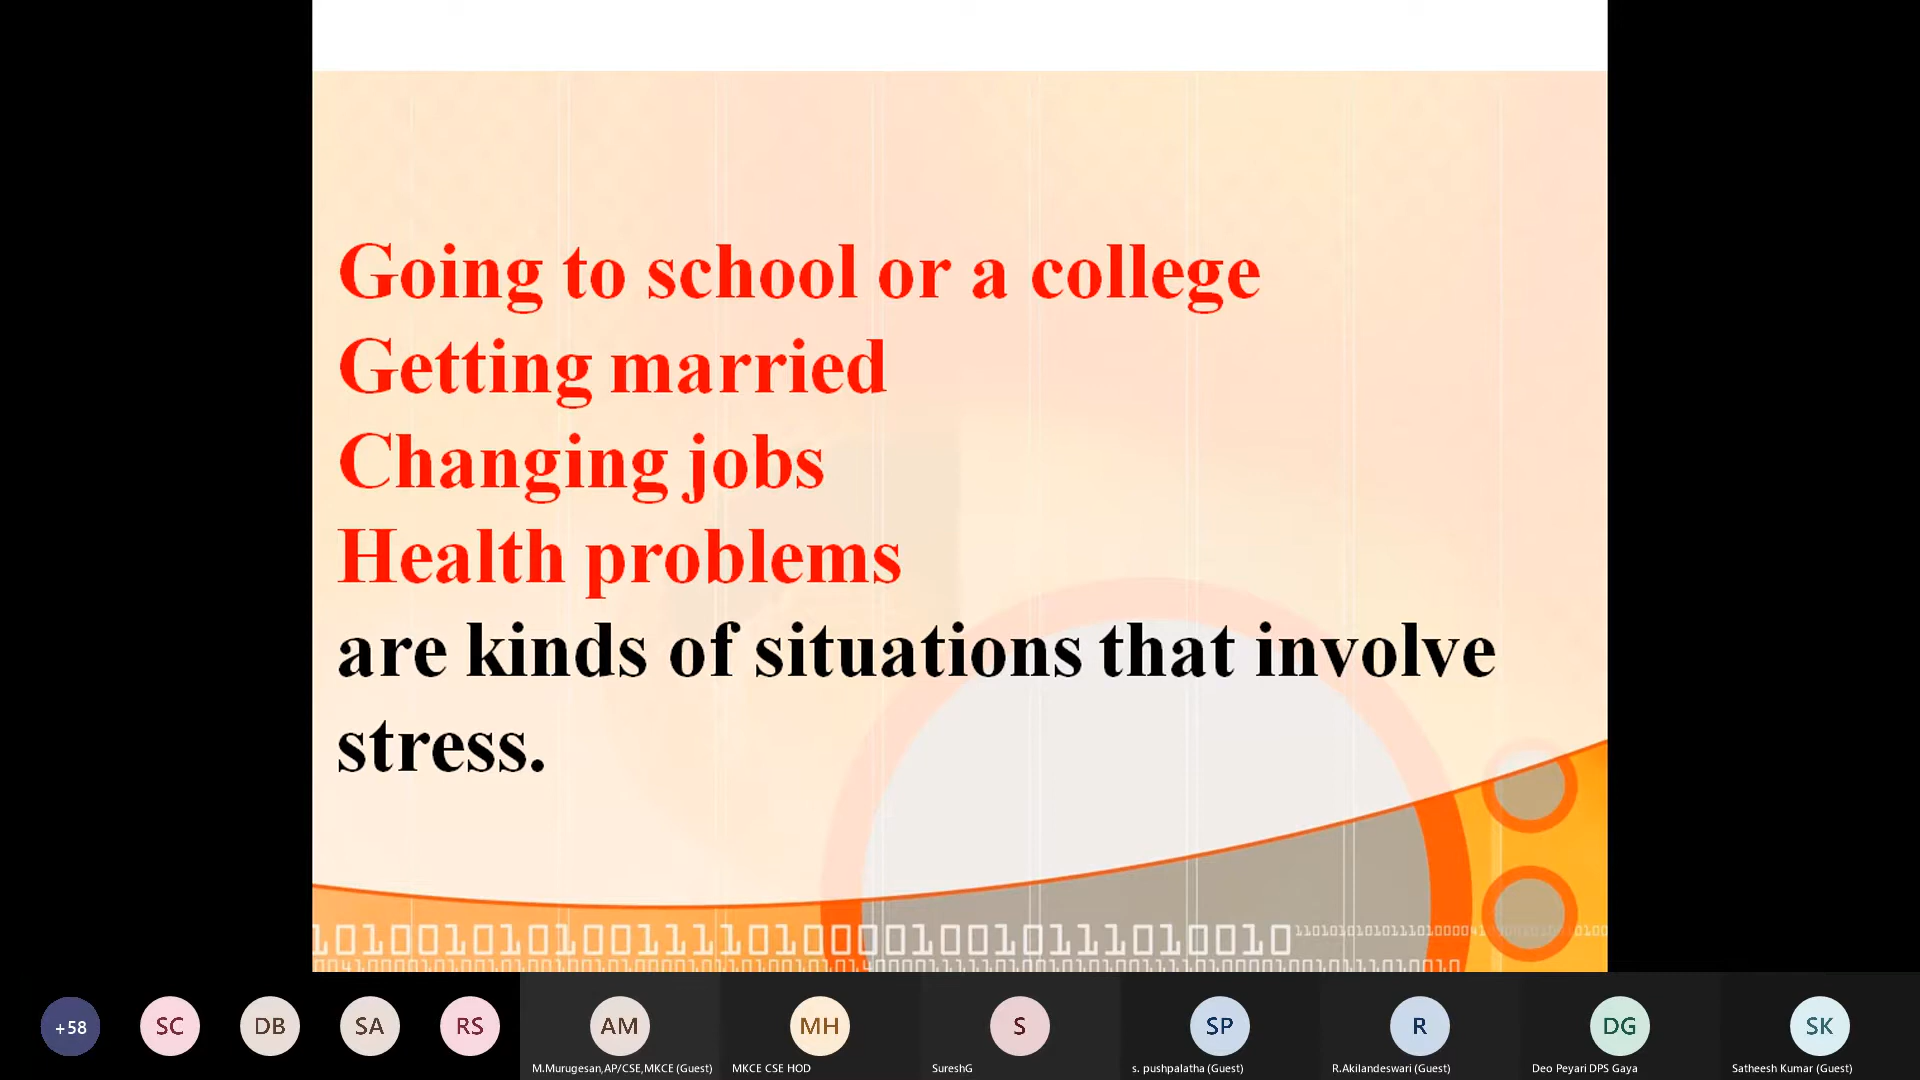 Going to school or a college
Getting married
Changing jobs
Health problems
are kinds of situations that involve
stress.
+58
SC
DB
SA
RS
AM
MH
S
SP
R
DG
SK
M.Murugesan,AP/CSE,MKCE (Guest)
MKCE CSE HOD
SureshG
s. pushpalatha (Guest)
R.Akilandeswari (Guest)
Deo Peyari DPS Gaya
Satheesh Kumar (Guest)